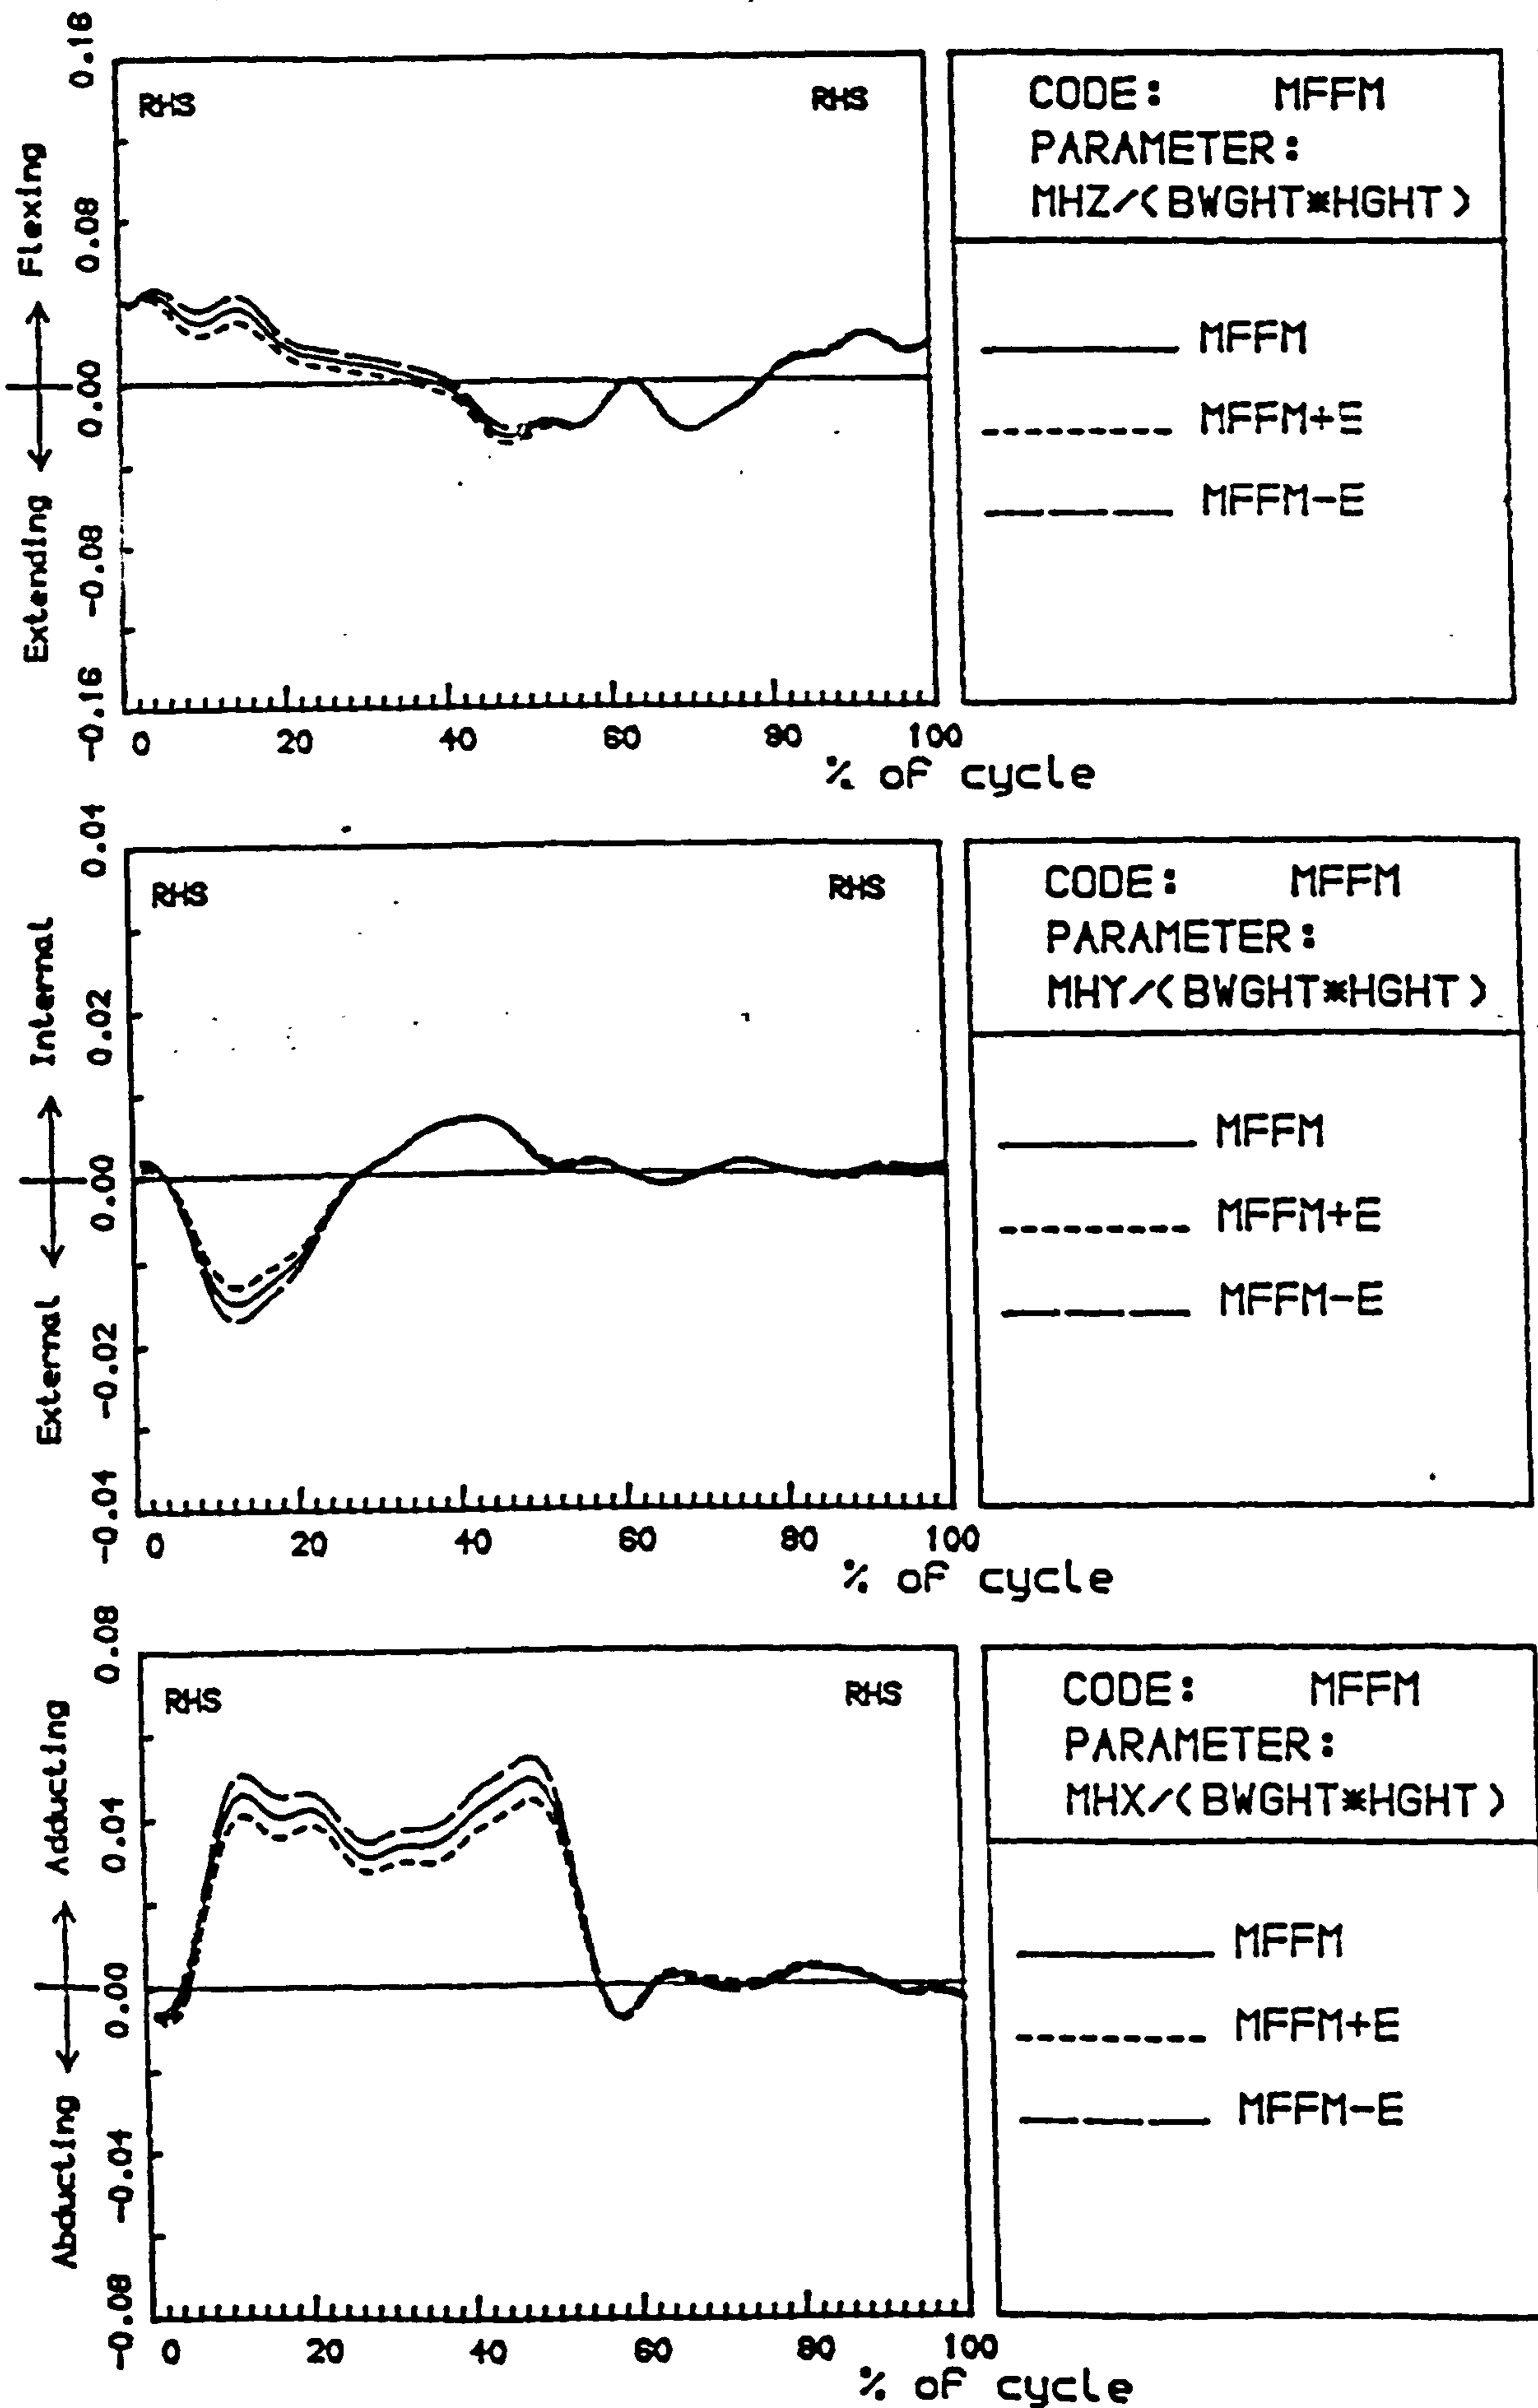 0.16
0.08
0.00
-0.08
-0.16
Extending ←→ Flexing
RHS
RHS
0 20 40 60 80 100
% of cycle
CODE: MFFM
PARAMETER:
MHZ/(BWGHT*HGHT)
MFFM
MFFM+E
MFFM-E
0.04
0.02
0.00
-0.02
-0.04
External ←→ Internal
RHS
RHS
0 20 40 60 80 100
% of cycle
CODE: MFFM
PARAMETER:
MHY/(BWGHT*HGHT)
MFFM
MFFM+E
MFFM-E
0.08
0.04
0.00
-0.04
-0.08
Abducting ←→ Adducting
RHS
RHS
0 20 40 60 80 100
% of cycle
CODE: MFFM
PARAMETER:
MHX/(BWGHT*HGHT)
MFFM
MFFM+E
MFFM-E